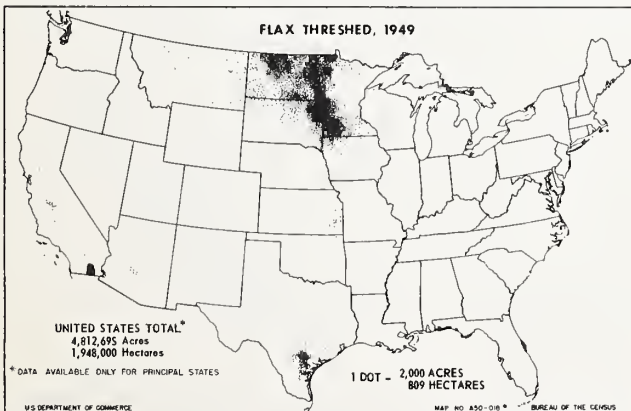 FLAX THRESHED, 1949
UNITED STATES TOTAL*
4,812,695 Acres
1,948,000 Hectares
* DATA AVAILABLE ONLY FOR PRINCIPAL STATES
1 DOT - 2,000 ACRES
809 HECTARES
US DEPARTMENT OF COMMERCE
MAP NO A50-018 *
BUREAU OF THE CENSUS